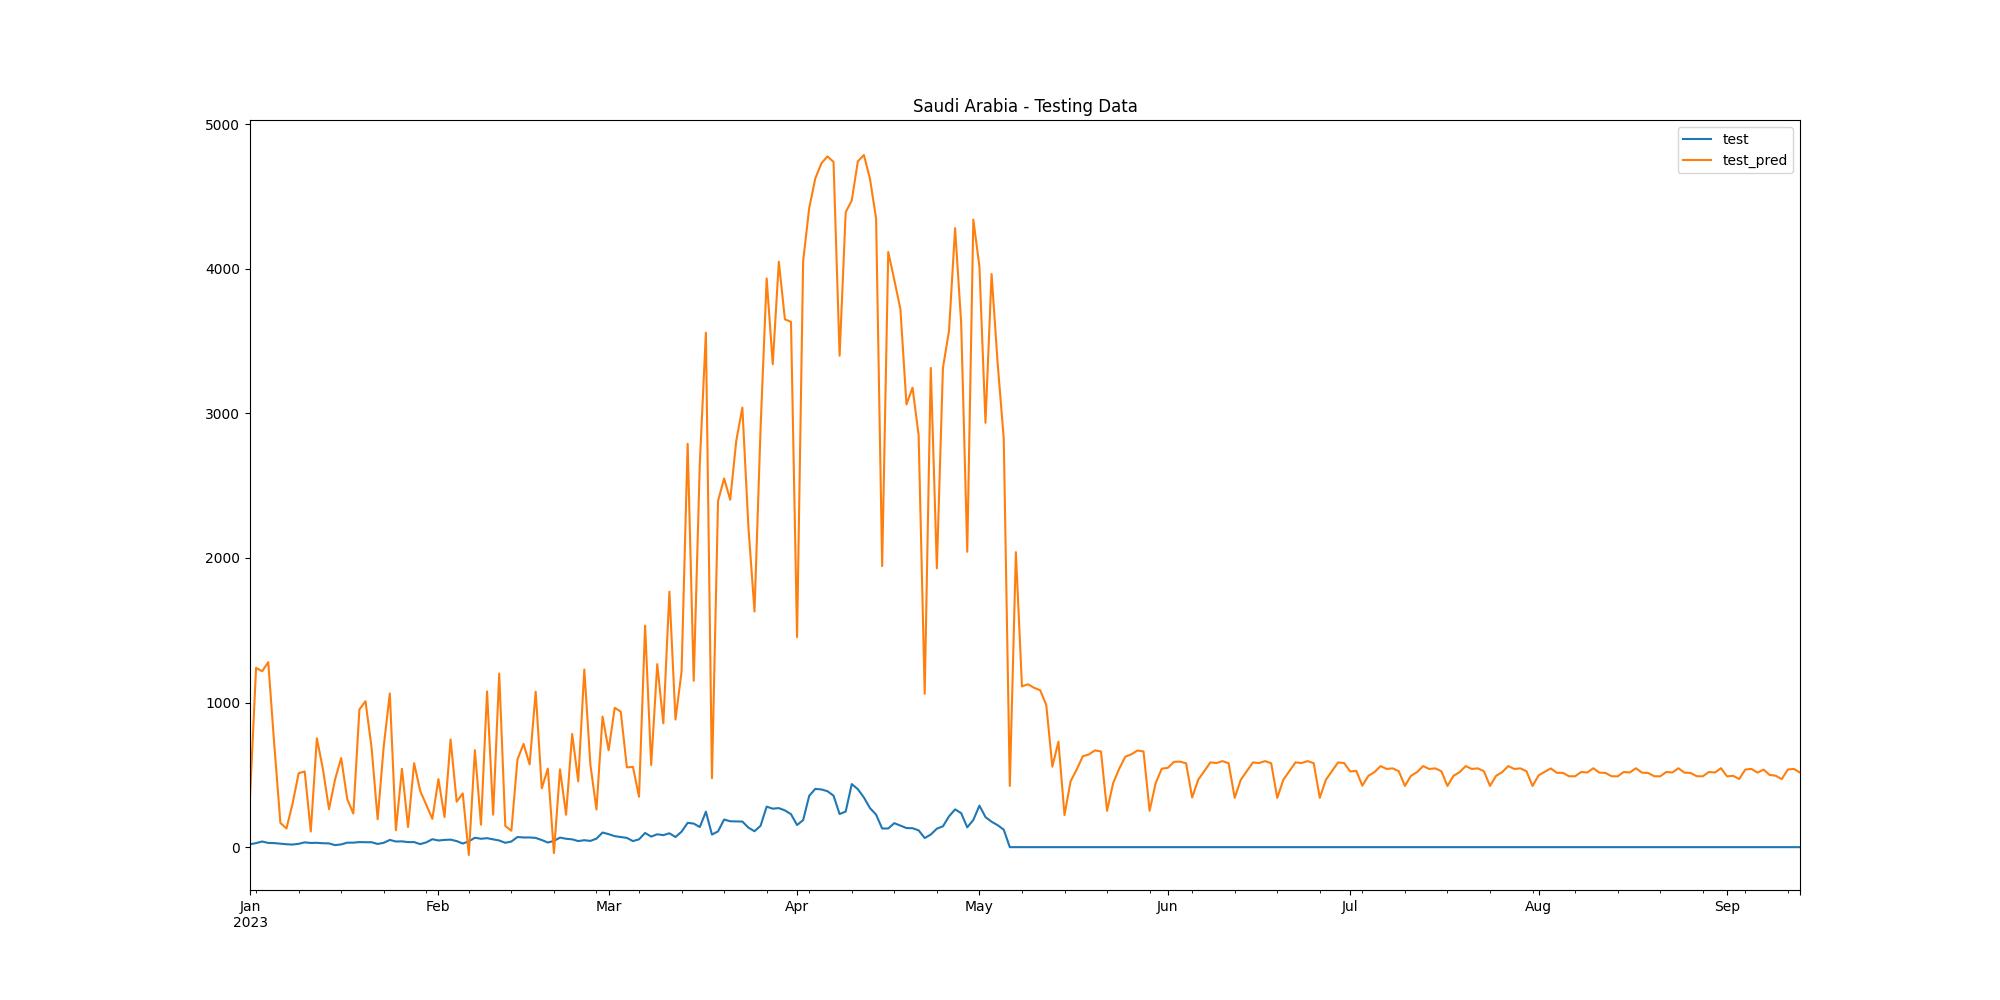 Saudi Arabia - Testing Data
test
test_pred
5000
4000
3000
2000
1000
0
Jan Feb Mar Apr May Jun Jul Aug Sep
2023